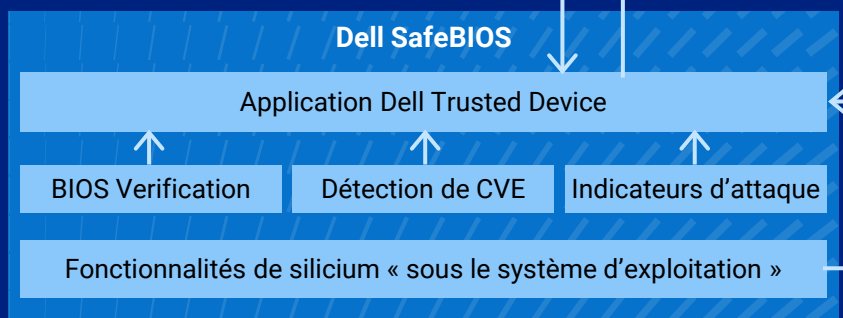 Dell SafeBIOS
Application Dell Trusted Device
BIOS Verification
Détection de CVE
Indicateurs d’attaque
Fonctionnalités de silicium « sous le système d’exploitation »